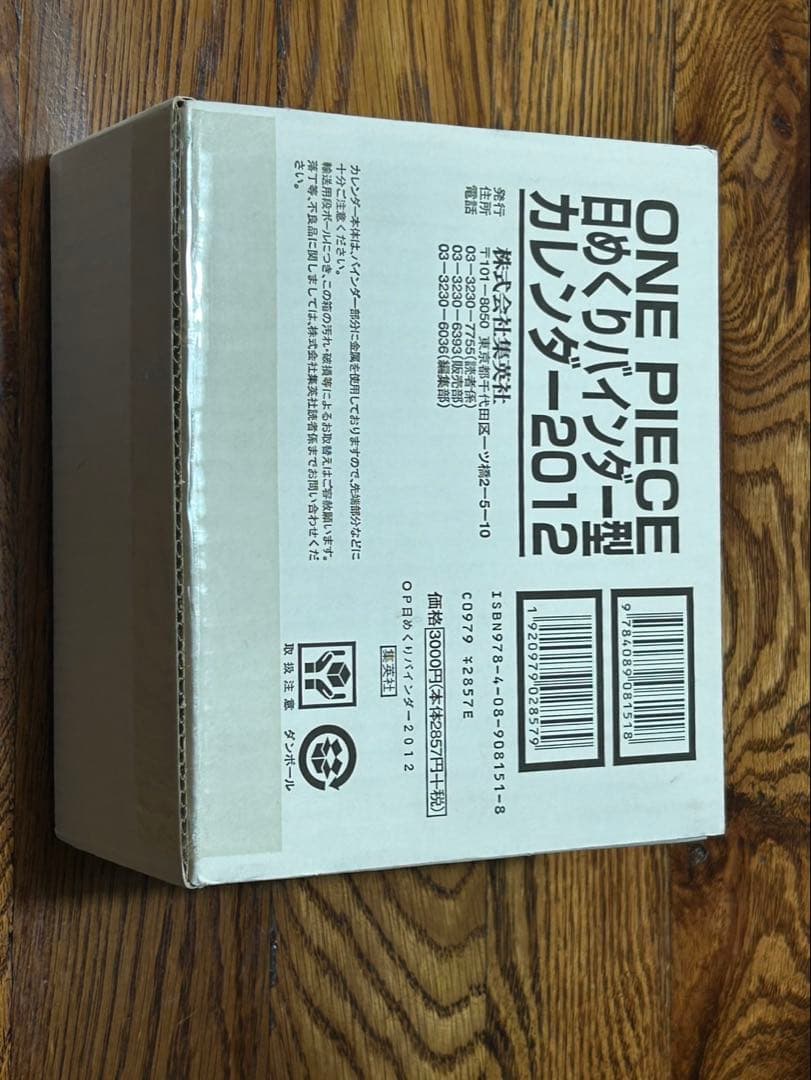 ONE PIECE
日めくりバインダー型
カレンダー2012
発行 株式会社集英社
住所 〒101-8050 東京都千代田区一ツ橋2-5-10
電話 03-3230-7755(読者係)
03-3230-6393(販売部)
03-3230-6036(編集部)
カレンダー本体は、バインダー部分に金属を使用しておりますので、先端部分などに
十分ご注意ください。
輸送用段ボールにつき、この箱の汚れ・破損等によるお取替えはご容赦願います。
落丁等、不良品に関しましては、株式会社集英社読者係までお問い合わせくだ
さい。
9784089081518
1920979028579
ISBN978-4-08-908151-8
C0979 ¥2857E
価格 3000円(本体2857円+税)
集英社
OP日めくりバインダー2012
取扱注意
ダンボール